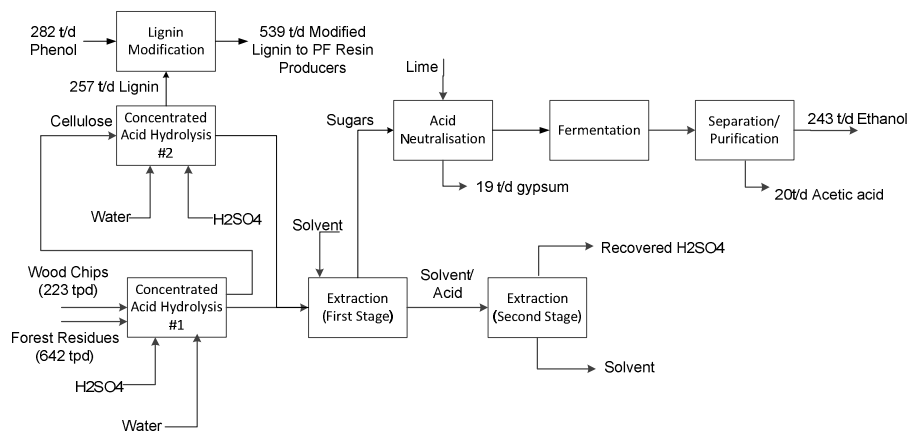 282 t/d
Phenol
Lignin
Modification
539 t/d Modified
Lignin to PF Resin
Producers
257 t/d Lignin
Cellulose
Concentrated
Acid Hydrolysis
#2
Water
H2SO4
Lime
Sugars
Acid
Neutralisation
Fermentation
Separation/
Purification
243 t/d Ethanol
19 t/d gypsum
20t/d Acetic acid
Solvent
Recovered H2SO4
Wood Chips
(223 tpd)
Concentrated
Acid Hydrolysis
#1
Extraction
(First Stage)
Solvent/
Acid
Extraction
(Second Stage)
Forest Residues
(642 tpd)
Solvent
H2SO4
Water